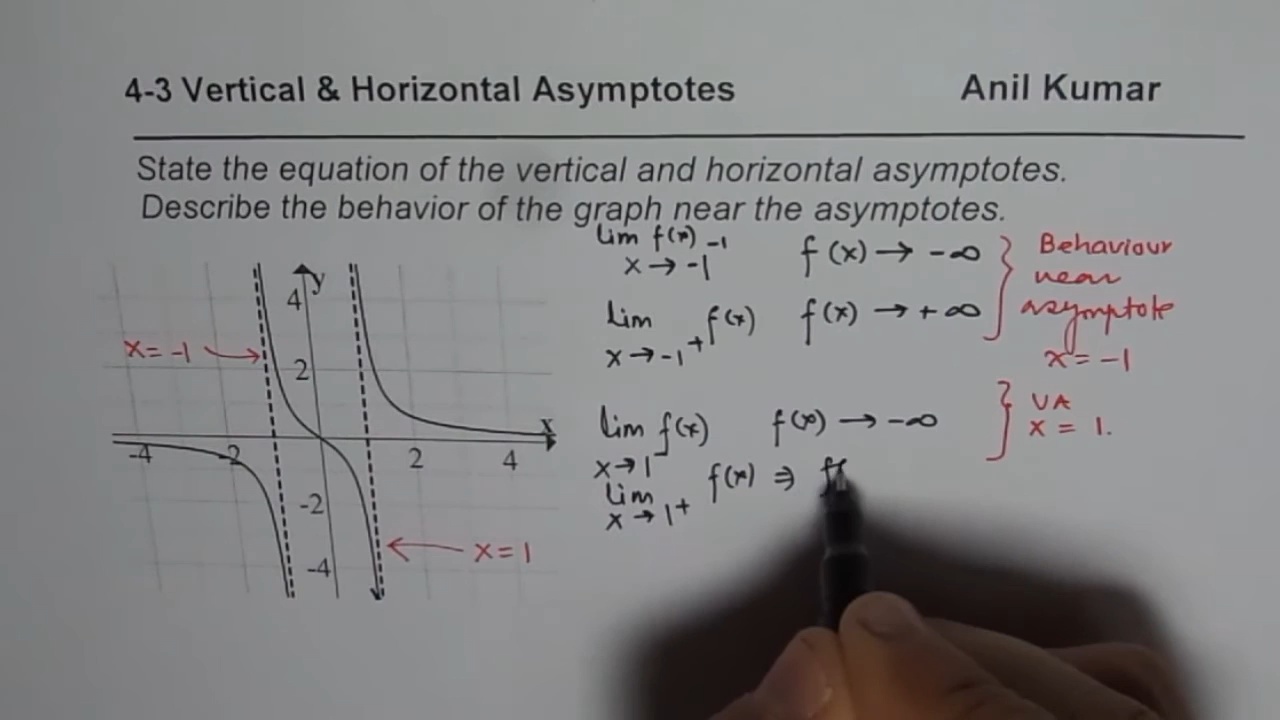 4-3 Vertical & Horizontal Asymptotes Anil Kumar
State the equation of the vertical and horizontal asymptotes.
Describe the behavior of the graph near the asymptotes.
lim f(x) -1 f(x) → -∞
x → -1
lim f(x) f(x) → +∞
x → -1⁺
} Behaviour
near
asymptote
x = -1
lim f(x) f(x) → -∞
x → 1⁻
} VA
x = 1.
lim f(x) ⇒ f
x → 1⁺
y
4
x = -1
2
x
-4 -2 2 4
-2
x = 1
-4